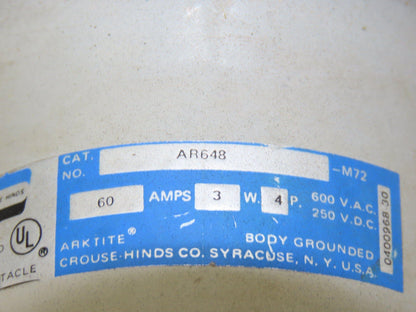 CAT. NO. AR648 -M72
60 AMPS 3 W. 4 P. 600 V.A.C.
250 V.D.C.
ARKTITE® BODY GROUNDED
CROUSE-HINDS CO. SYRACUSE, N. Y. U.S.A.
0400968 30
HINDS
UL
TACLE